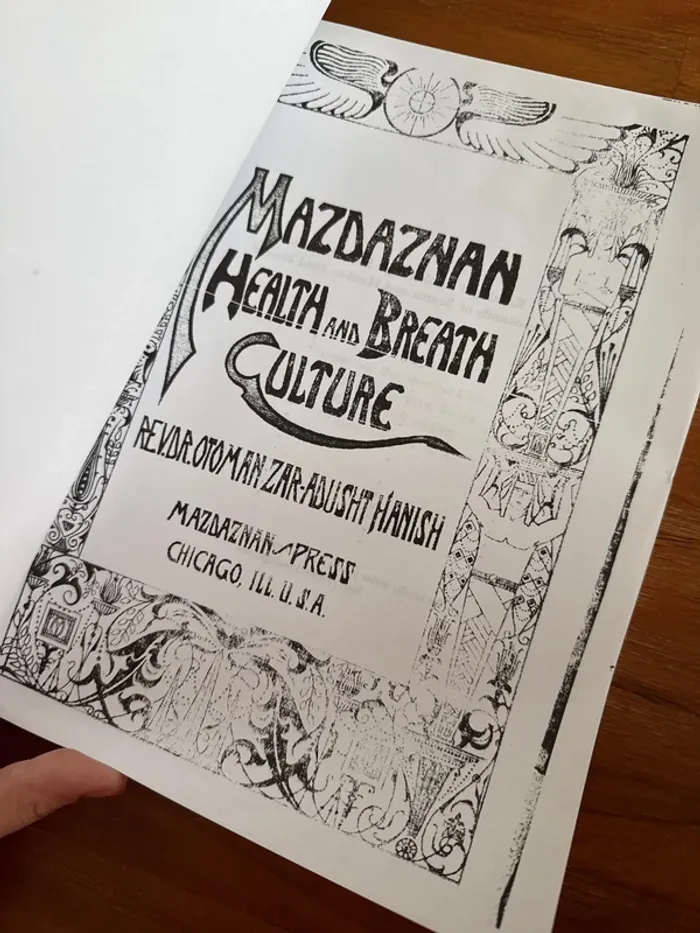 MAZDAZNAN
HEALTH AND BREATH
CULTURE
REV.DR.OTOMAN ZAR-ADUSHT HANISH
MAZDAZNAN PRESS
CHICAGO, ILL. U.S.A.